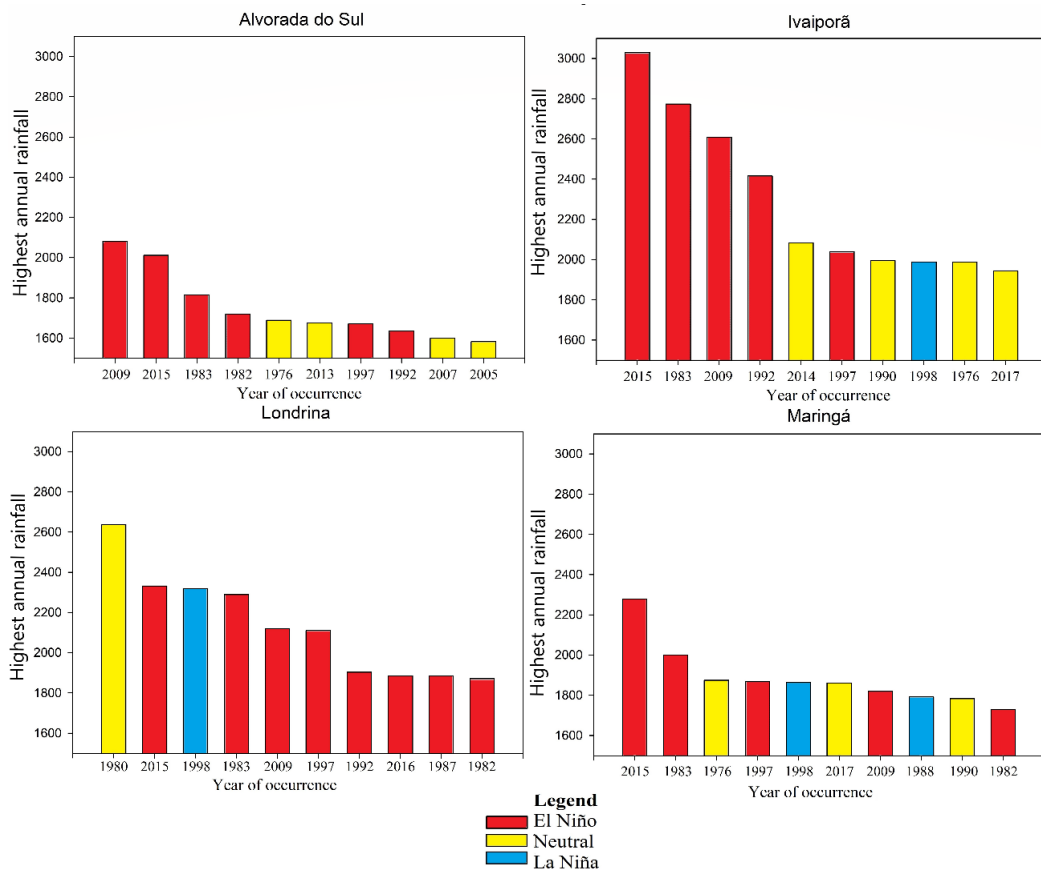 Alvorada do Sul
Highest annual rainfall
3000
2800
2600
2400
2200
2000
1800
1600
2009 2015 1983 1982 1976 2013 1997 1992 2007 2005
Year of occurrence
Ivaiporã
Highest annual rainfall
3000
2800
2600
2400
2200
2000
1800
1600
2015 1983 2009 1992 2014 1997 1990 1998 1976 2017
Year of occurrence
Londrina
Highest annual rainfall
3000
2800
2600
2400
2200
2000
1800
1600
1980 2015 1998 1983 2009 1997 1992 2016 1987 1982
Year of occurrence
Maringá
Highest annual rainfall
3000
2800
2600
2400
2200
2000
1800
1600
2015 1983 1976 1997 1998 2017 2009 1988 1990 1982
Year of occurrence
Legend
El Niño
Neutral
La Niña